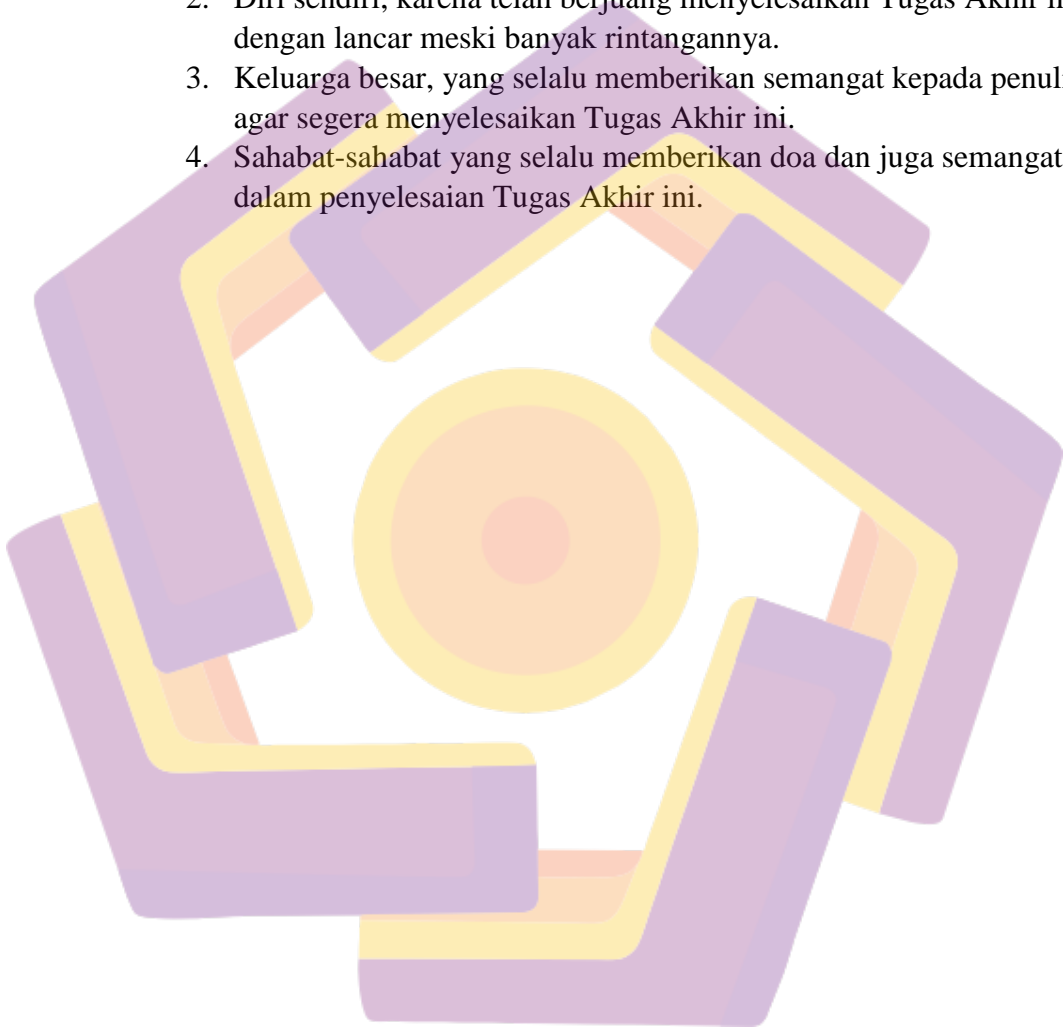 2. Diri sendiri, karena telah berjuang menyelesaikan Tugas Akhir
dengan lancar meski banyak rintangannya.
3. Keluarga besar, yang selalu memberikan semangat kepada
agar segera menyelesaikan Tugas Akhir ini.
4. Sahabat-sahabat yang selalu memberikan doa dan juga semangat
dalam penyelesaian Tugas Akhir ini.